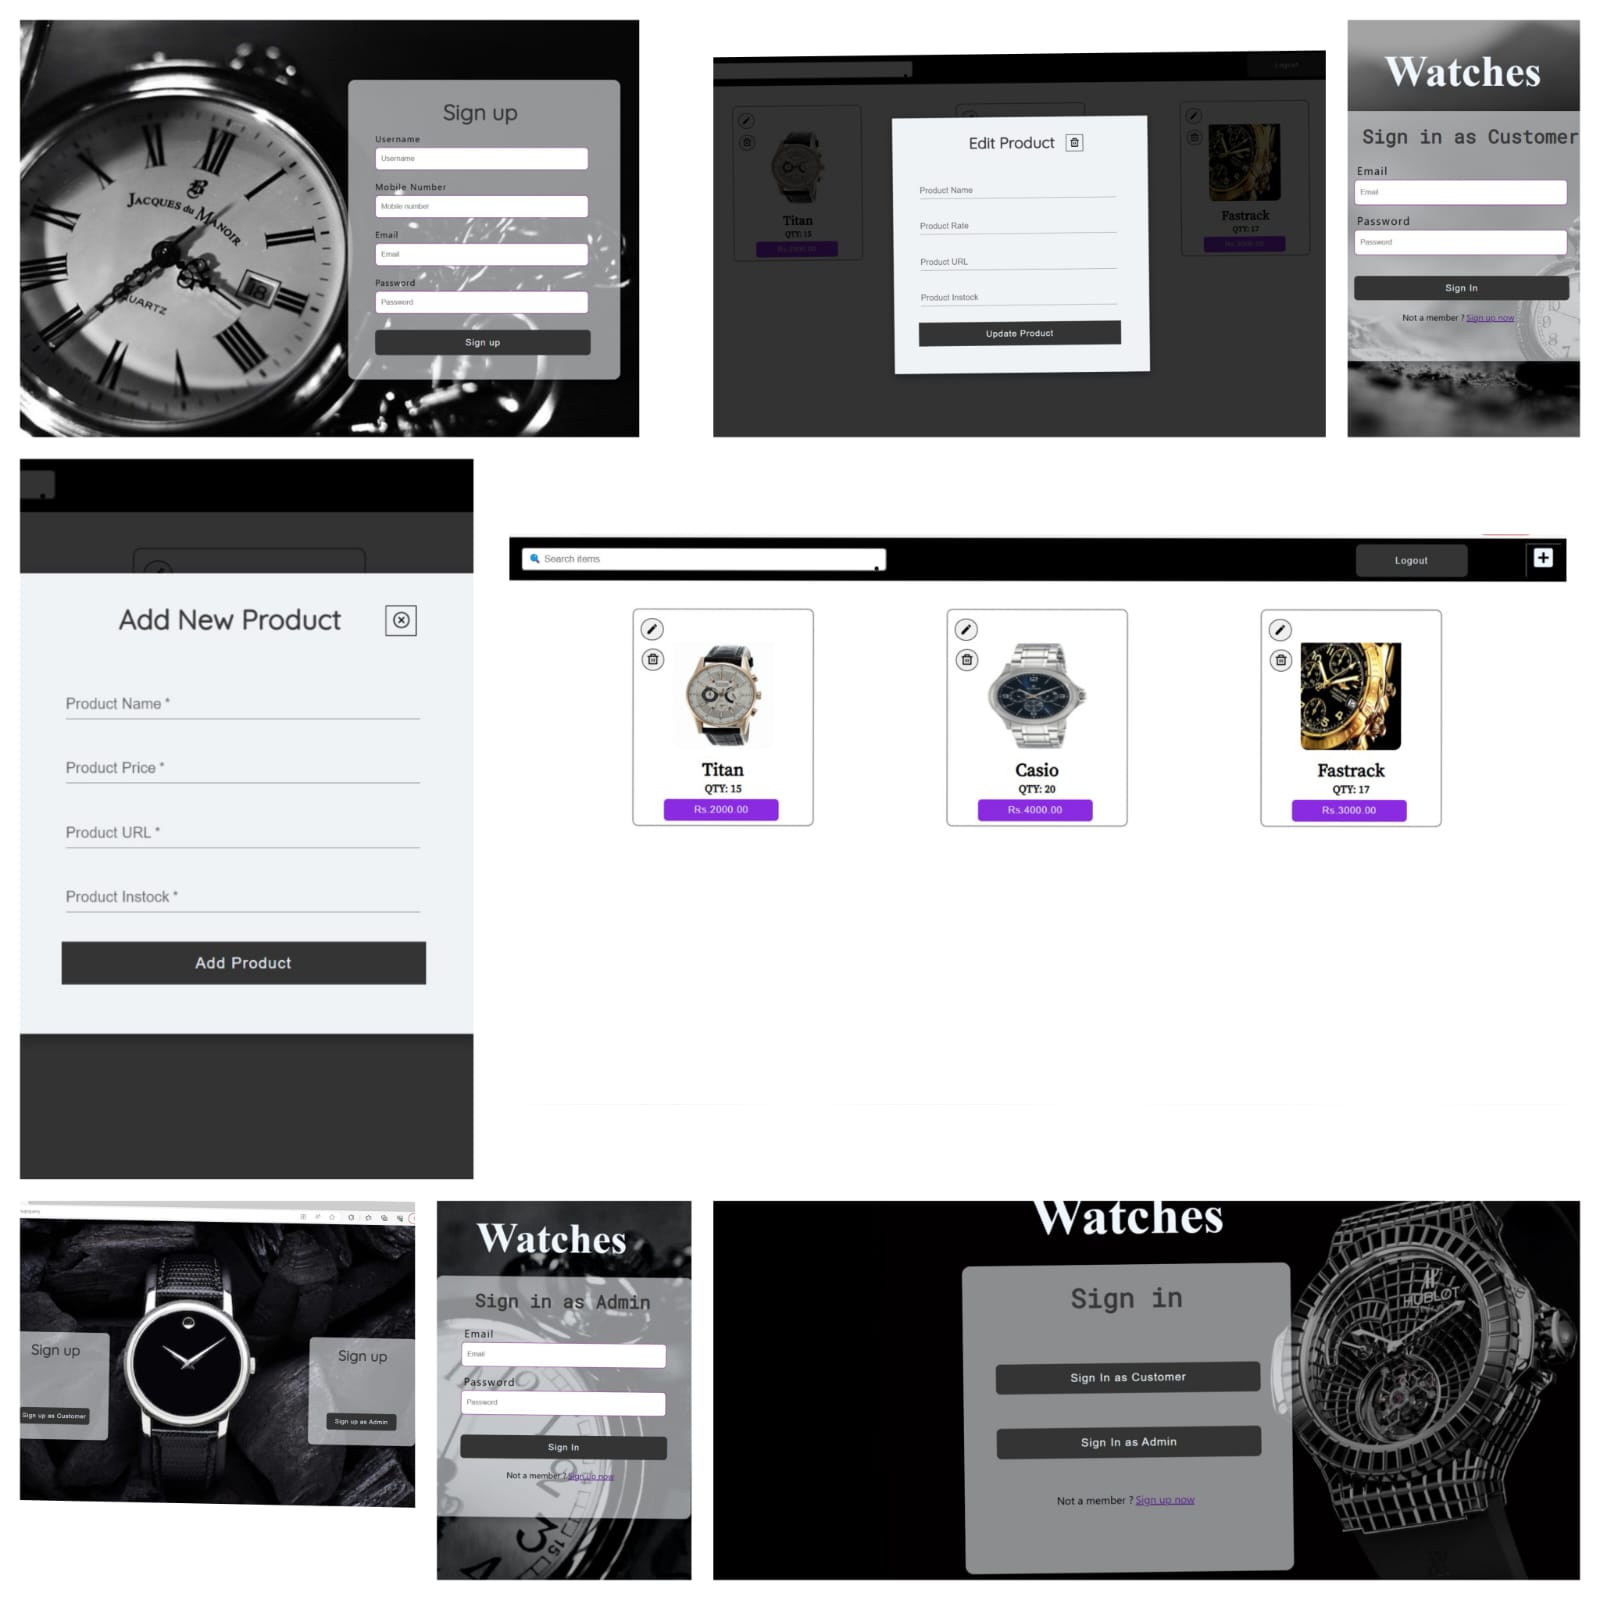 JACQUES du MANOIR
QUARTZ
18
Sign up
Username
Username
Mobile Number
Mobile number
Email
Email
Password
Password
Sign up
Logout
Titan
QTY: 15
Rs.2000.00
Fastrack
QTY: 17
Rs.3000.00
Edit Product
Product Name
Product Rate
Product URL
Product Instock
Update Product
Watches
Sign in as Customer
Email
Email
Password
Password
Sign In
Not a member ? Sign up now
Add New Product
Product Name *
Product Price *
Product URL *
Product Instock *
Add Product
Search items
Logout
Titan
QTY: 15
Rs.2000.00
Casio
QTY: 20
Rs.4000.00
Fastrack
QTY: 17
Rs.3000.00
Sign up
Sign up as Customer
Sign up
Sign up as Admin
Watches
Sign in as Admin
Email
Email
Password
Password
Sign In
Not a member ? Sign up now
15
Watches
Sign in
Sign In as Customer
Sign In as Admin
Not a member ? Sign up now
HUBLOT